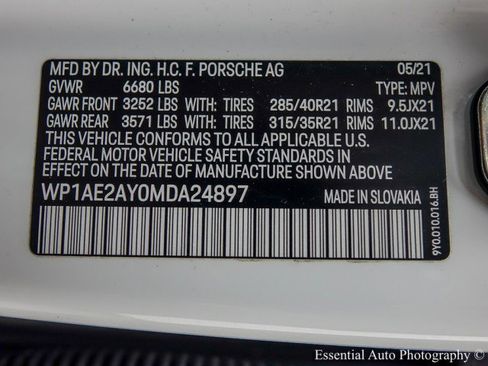 MFD BY DR. ING. H.C. F. PORSCHE AG 05/21
GVWR 6680 LBS TYPE: MPV
GAWR FRONT 3252 LBS WITH: TIRES 285/40R21 RIMS 9.5JX21
GAWR REAR 3571 LBS WITH: TIRES 315/35R21 RIMS 11.0JX21
THIS VEHICLE CONFORMS TO ALL APPLICABLE U.S.
FEDERAL MOTOR VEHICLE SAFETY STANDARDS IN
EFFECT ON THE DATE OF MANUFACTURE SHOWN ABOVE
WP1AE2AY0MDA24897 MADE IN SLOVAKIA
9Y0.010.016.BH
Essential Auto Photography ©